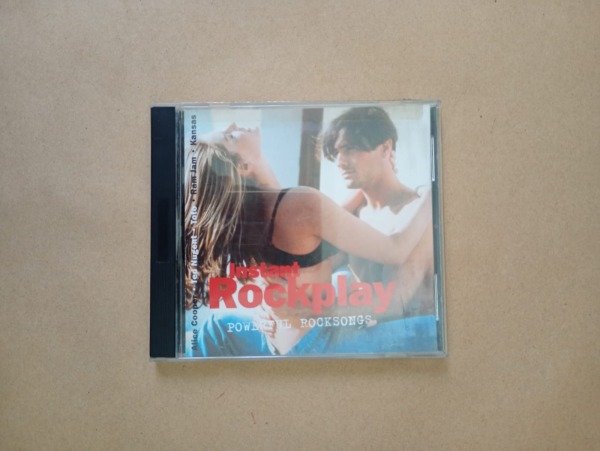 Alice Cooper • Ted Nugent • Toto • Ram Jam • Kansas
Instant
Rockplay
POWERFUL ROCKSONGS